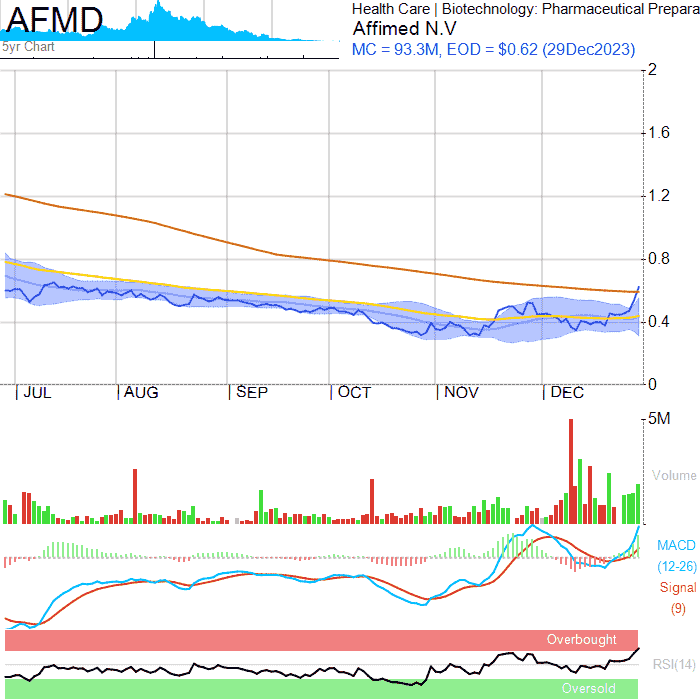 AFMD
5yr Chart
Health Care | Biotechnology: Pharmaceutical Prepara
Affimed N.V
MC = 93.3M, EOD = $0.62 (29Dec2023)
2
1.6
1.2
0.8
0.4
0
| JUL | AUG | SEP | OCT | NOV | DEC
5M
Volume
MACD
(12-26)
Signal
(9)
Overbought
RSI(14)
Oversold